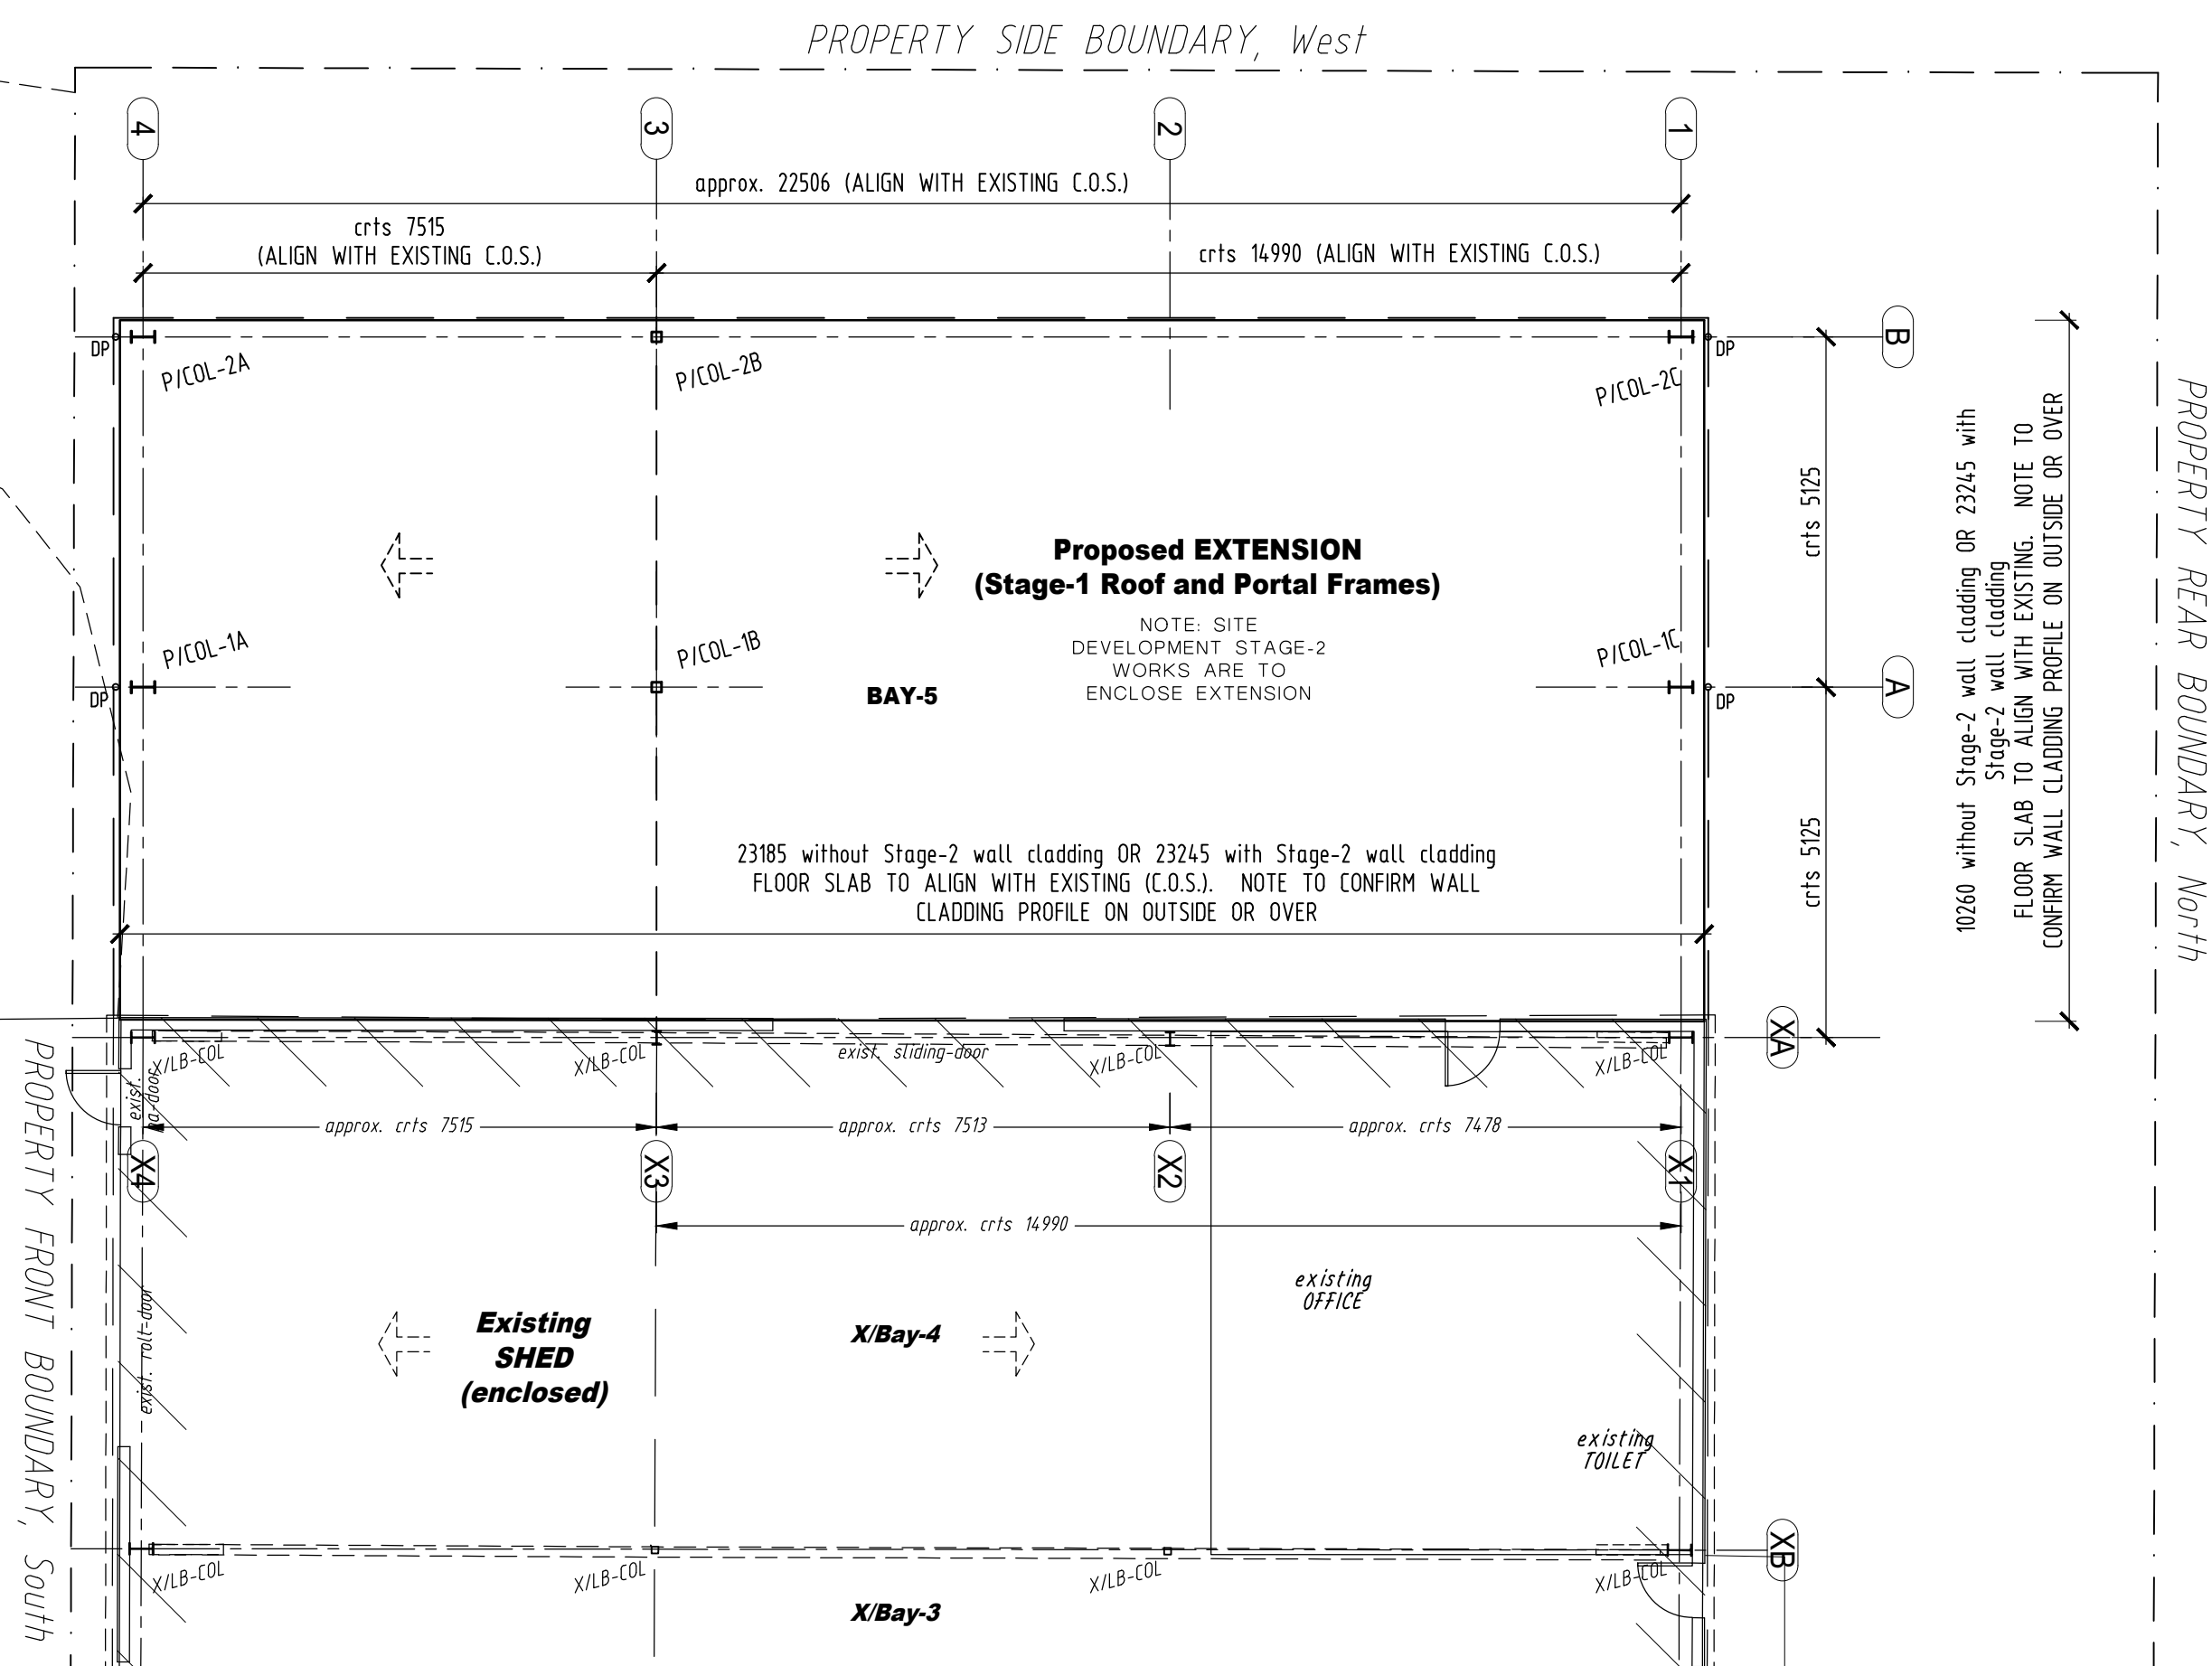 PROPERTY SIDE BOUNDARY, West
4
3
2
1
approx. 22506 (ALIGN WITH EXISTING C.O.S.)
crts 7515
(ALIGN WITH EXISTING C.O.S.)
crts 14990 (ALIGN WITH EXISTING C.O.S.)
B
DP
P/COL-2A
P/COL-2B
P/COL-2C
DP
crts 5125
10260 without Stage-2 wall cladding OR 23245 with
Stage-2 wall cladding
FLOOR SLAB TO ALIGN WITH EXISTING. NOTE TO
CONFIRM WALL CLADDING PROFILE ON OUTSIDE OR OVER
PROPERTY REAR BOUNDARY, North
Proposed EXTENSION
(Stage-1 Roof and Portal Frames)
NOTE: SITE
DEVELOPMENT STAGE-2
WORKS ARE TO
ENCLOSE EXTENSION
P/COL-1A
P/COL-1B
P/COL-1C
A
DP
BAY-5
DP
crts 5125
23185 without Stage-2 wall cladding OR 23245 with Stage-2 wall cladding
FLOOR SLAB TO ALIGN WITH EXISTING (C.O.S.). NOTE TO CONFIRM WALL
CLADDING PROFILE ON OUTSIDE OR OVER
XA
X/LB-COL
X/LB-COL
exist. sliding-door
X/LB-COL
X/LB-COL
exist.
pa-door
approx. crts 7515
approx. crts 7513
approx. crts 7478
X4
X3
X2
X1
approx. crts 14990
PROPERTY FRONT BOUNDARY, South
exist. rolt-door
existing
OFFICE
Existing
SHED
(enclosed)
X/Bay-4
existing
TOILET
XB
X/LB-COL
X/LB-COL
X/LB-COL
X/LB-COL
X/Bay-3